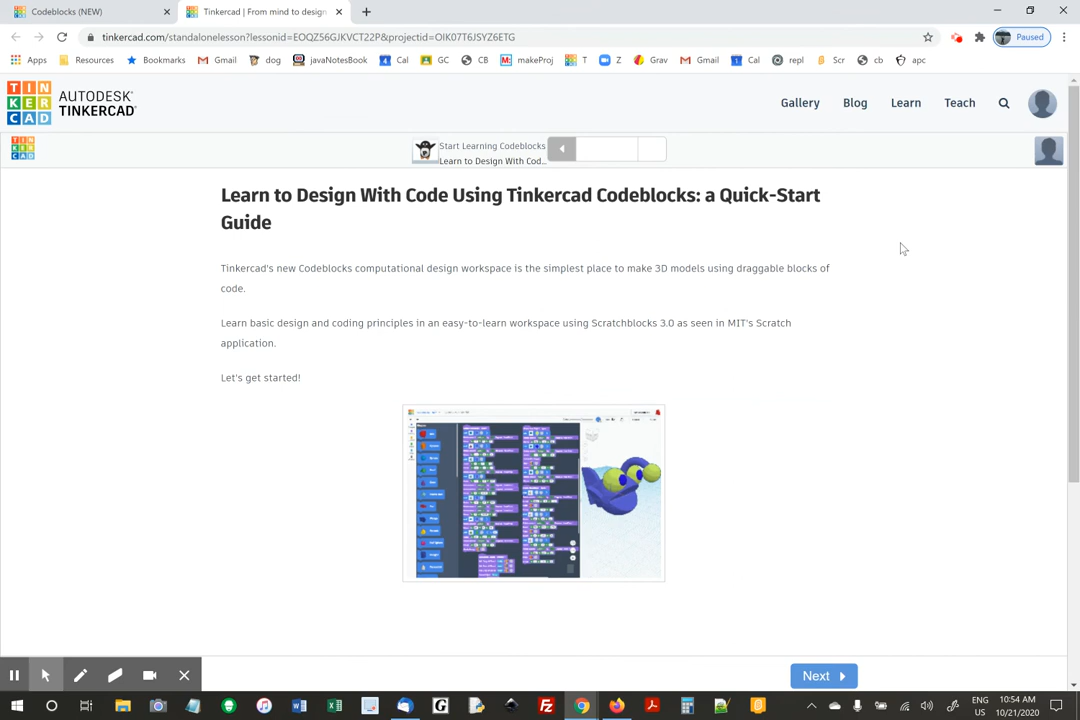 Codeblocks (NEW)
Tinkercad | From mind to design
tinkercad.com/standalonelesson?lessonid=EOQZ56GJKVCT22P&projectid=OIK07T6JSYZ6ETG
Apps
Resources
Bookmarks
Gmail
dog
javaNotesBook
Cal
GC
CB
makeProj
T
Z
Grav
Gmail
Cal
repl
Scr
cb
apc
Paused
TIN
KER
CAD
AUTODESK
TINKERCAD
Gallery
Blog
Learn
Teach
Start Learning Codeblocks
Learn to Design With Cod...
Learn to Design With Code Using Tinkercad Codeblocks: a Quick-Start
Guide
Tinkercad's new Codeblocks computational design workspace is the simplest place to make 3D models using draggable blocks of
code.
Learn basic design and coding principles in an easy-to-learn workspace using Scratchblocks 3.0 as seen in MIT's Scratch
application.
Let's get started!
Next
ENG
US
10:54 AM
10/21/2020